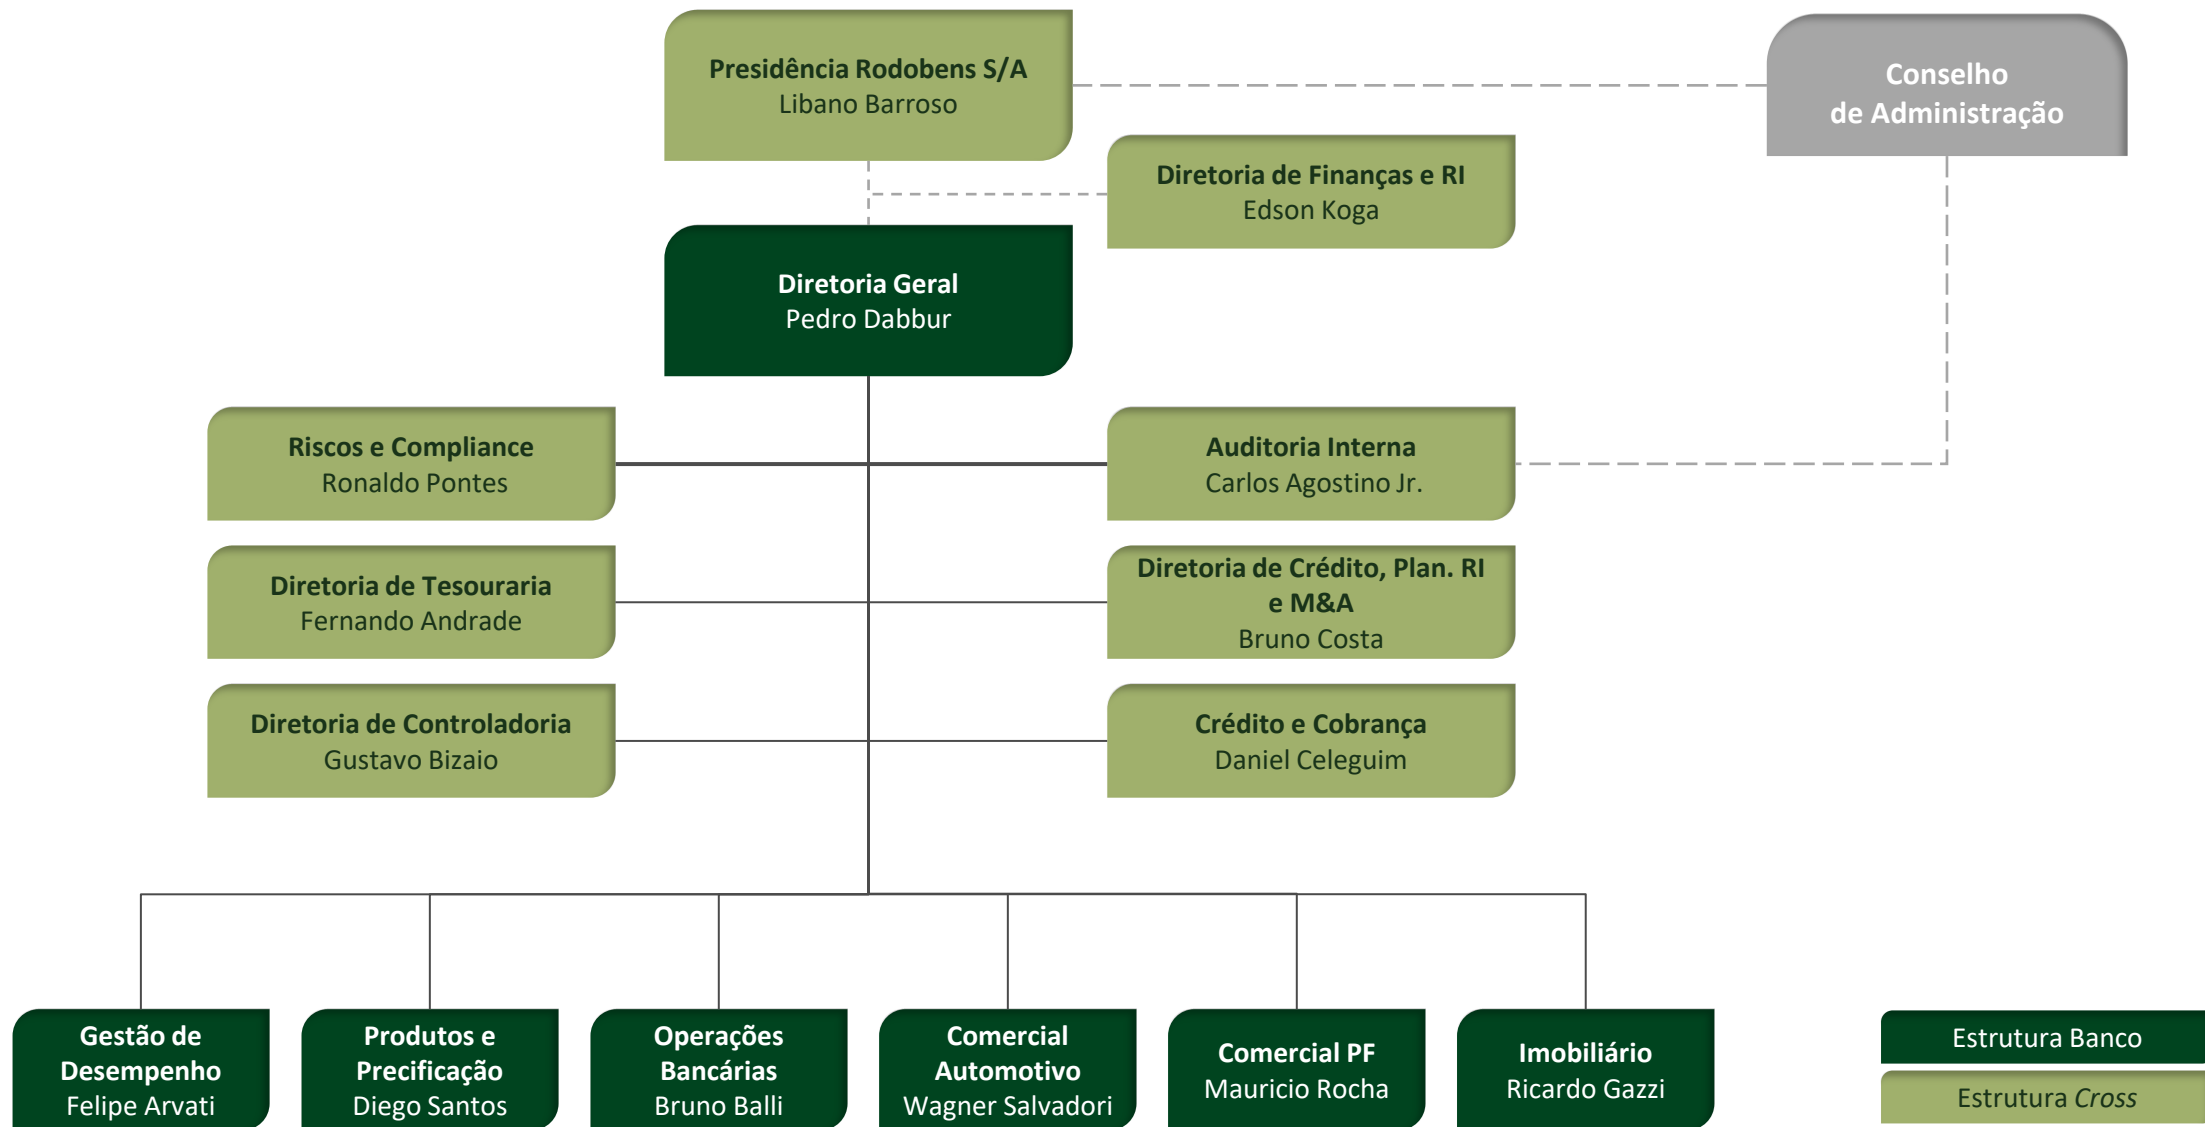 Presidência Rodobens S/A
Libano Barroso
Conselho
de Administração
Diretoria de Finanças e RI
Edson Koga
Diretoria Geral
Pedro Dabbur
Riscos e Compliance
Ronaldo Pontes
Auditoria Interna
Carlos Agostino Jr.
Diretoria de Tesouraria
Fernando Andrade
Diretoria de Crédito, Plan. RI
e M&A
Bruno Costa
Diretoria de Controladoria
Gustavo Bizaio
Crédito e Cobrança
Daniel Celeguim
Gestão de
Desempenho
Felipe Arvati
Produtos e
Precificação
Diego Santos
Operações
Bancárias
Bruno Balli
Comercial
Automotivo
Wagner Salvadori
Comercial PF
Mauricio Rocha
Imobiliário
Ricardo Gazzi
Estrutura Banco
Estrutura Cross